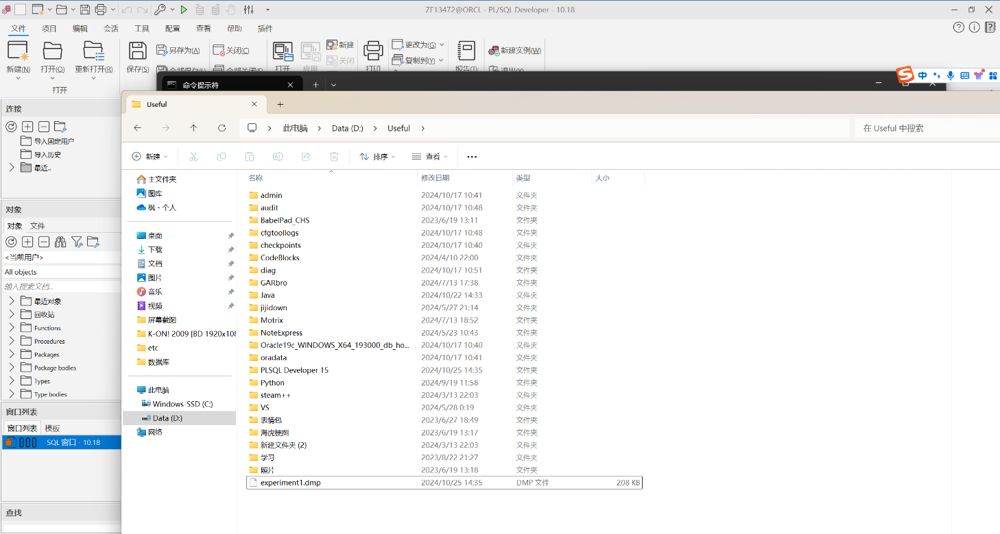 ZF13472@ORCL - PL/SQL Developer - 10.18
文件 项目 编辑 会话 工具 配置 查看 帮助 插件
新建(N) 打开(O) 重新打开(R) 保存(S) 另存为(A) 关闭(C) 打开 应用 新建 关闭 打印 更改为(G) 复制到(Y) 报告(T) 新建实例(W)
全部保存(L) 全部关闭(F) 退出(X)
打开
命令提示符
中
连接
导入固定用户
导入历史
最近..
对象
对象 文件
<当前用户>
All objects
输入搜索文档..
最近对象
回收站
Functions
Procedures
Packages
Package bodies
Types
Type bodies
窗口列表
窗口列表 模板
SQL 窗口 - 10.18
查找
Useful
此电脑 Data (D:) Useful
在 Useful 中搜索
新建 排序 查看
主文件夹
图库
枫 - 个人
桌面
下载
文档
图片
音乐
视频
屏幕截图
K-ON! 2009 [BD 1920x108
etc
数据库
此电脑
Windows-SSD (C:)
Data (D:)
网络
名称 修改日期 类型 大小
admin 2024/10/17 10:41 文件夹
audit 2024/10/17 10:48 文件夹
BabelPad_CHS 2023/6/19 13:11 文件夹
cfgtoollogs 2024/10/17 10:48 文件夹
checkpoints 2024/10/17 10:40 文件夹
CodeBlocks 2024/4/10 22:00 文件夹
diag 2024/10/17 10:51 文件夹
GARbro 2024/7/13 17:38 文件夹
Java 2024/10/22 14:33 文件夹
jijidown 2024/5/27 21:14 文件夹
Motrix 2024/7/13 18:52 文件夹
NoteExpress 2024/5/23 10:43 文件夹
Oracle19c_WINDOWS_X64_193000_db_ho... 2024/10/17 10:40 文件夹
oradata 2024/10/17 10:41 文件夹
PLSQL Developer 15 2024/10/25 14:35 文件夹
Python 2024/9/19 11:58 文件夹
steam++ 2024/3/13 22:03 文件夹
VS 2024/5/28 0:19 文件夹
表情包 2023/6/27 18:49 文件夹
海虎梗图 2023/6/19 13:17 文件夹
新建文件夹 (2) 2024/3/13 22:03 文件夹
学习 2023/8/22 21:27 文件夹
照片 2023/6/19 13:18 文件夹
experiment1.dmp 2024/10/25 14:35 DMP 文件 208 KB